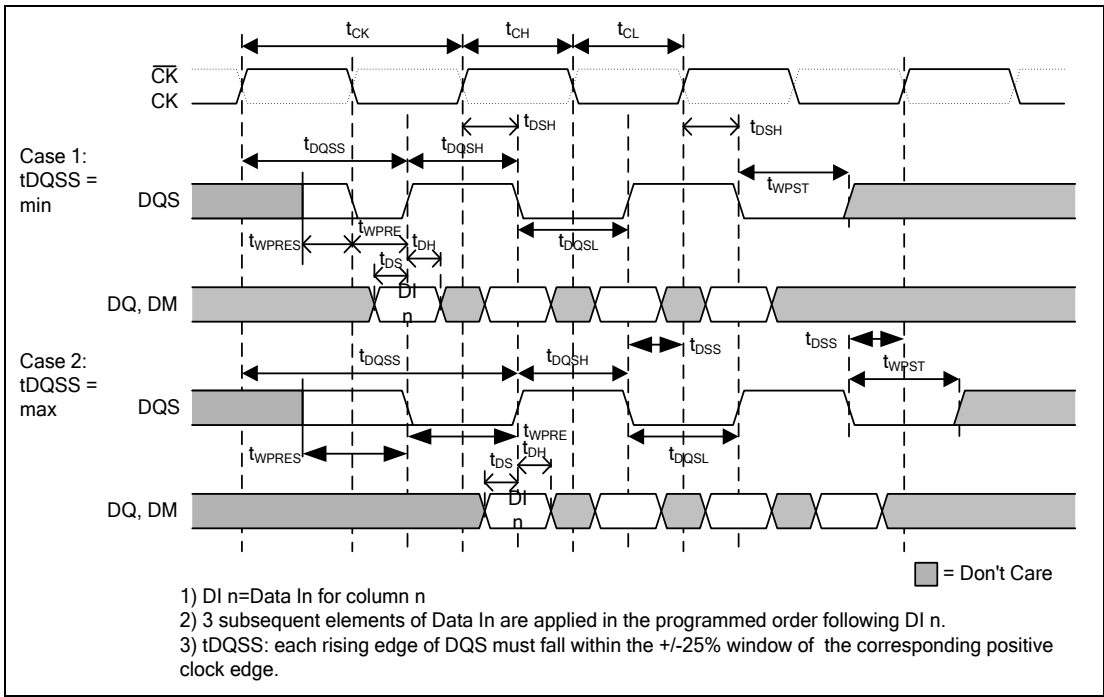 tCK tCH tCL
CK
CK
tDSH tDSH
Case 1:
tDQSS =
min
tDQSS tDQSH
tWPST
DQS
tWPRES tWPRE tDQSL
tDH
tDS
DQ, DM
DI
n
tDSS tDSS
Case 2:
tDQSS =
max
tDQSS tDQSH
tWPST
DQS
tWPRES tWPRE tDQSL
tDH
tDS
DQ, DM
DI
n
= Don't Care
1) DI n=Data In for column n
2) 3 subsequent elements of Data In are applied in the programmed order following DI n.
3) tDQSS: each rising edge of DQS must fall within the +/-25% window of the corresponding positive
clock edge.